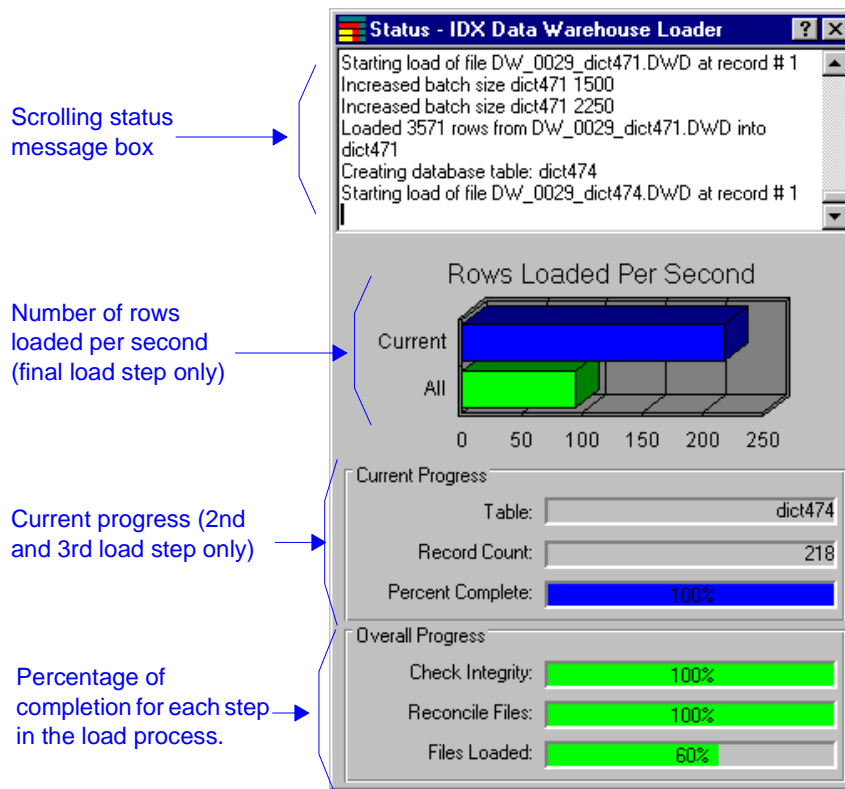 Status - IDX Data Warehouse Loader
Starting load of file DW_0029_dict471.DWD at record # 1
Increased batch size dict471 1500
Increased batch size dict471 2250
Loaded 3571 rows from DW_0029_dict471.DWD into
dict471
Creating database table: dict474
Starting load of file DW_0029_dict474.DWD at record # 1
Scrolling status
message box
Rows Loaded Per Second
Number of rows
loaded per second
(final load step only)
Current
All
0 50 100 150 200 250
Current progress (2nd
and 3rd load step only)
Current Progress
Table: dict474
Record Count: 218
Percent Complete: 100%
Percentage of
completion for each step
in the load process.
Overall Progress
Check Integrity: 100%
Reconcile Files: 100%
Files Loaded: 60%